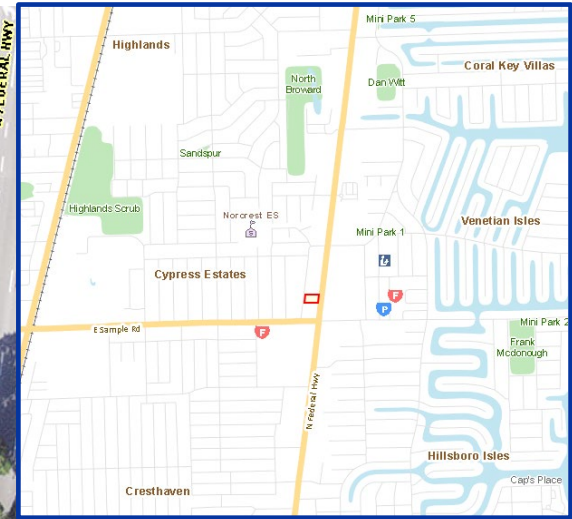 N FEDERAL HWY
Mini Park 5
Highlands
Coral Key Villas
North
Broward
Dan Witt
Sandspur
Highlands Scrub
Norcrest ES
Venetian Isles
Mini Park 1
Cypress Estates
F
P
Mini Park 2
E Sample Rd
F
Frank
Mcdonough
N Federal Hwy
Hillsboro Isles
Cap's Place
Cresthaven